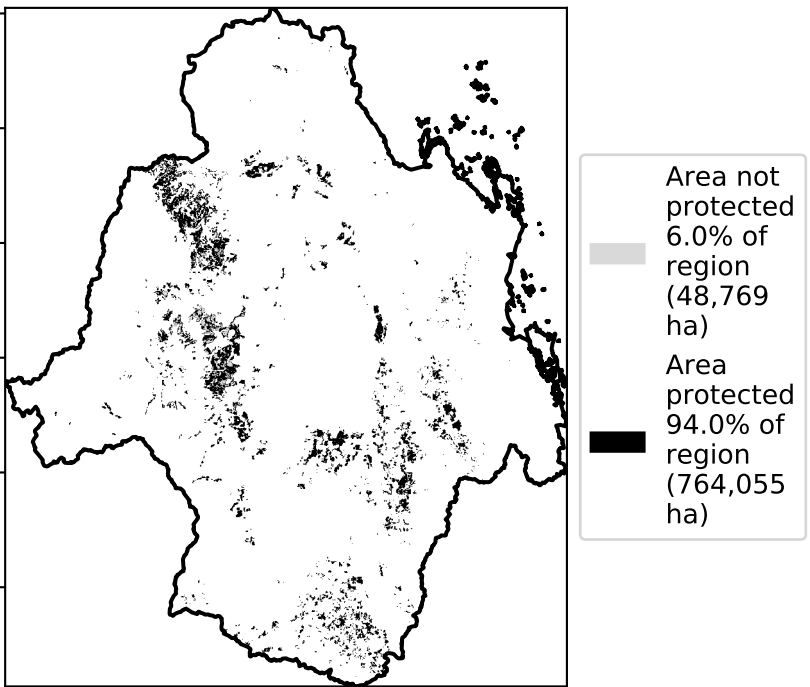 Area not
protected
6.0% of
region
(48,769
ha)
Area
protected
94.0% of
region
(764,055
ha)